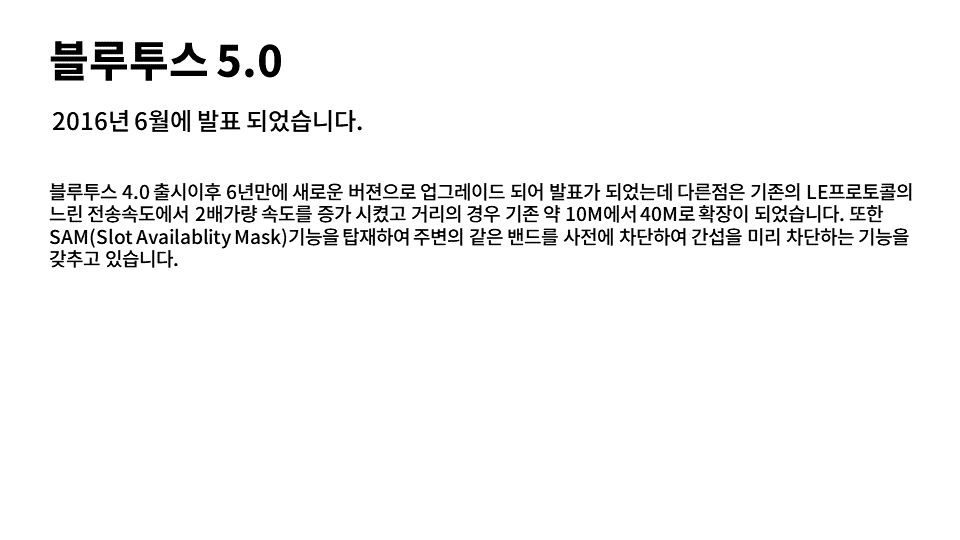 블루투스 5.0
2016년 6월에 발표 되었습니다.
블루투스 4.0 출시이후 6년만에 새로운 버젼으로 업그레이드 되어 발표가 되었는데 다른점은 기존의 LE프로토콜의
느린 전송속도에서 2배가량 속도를 증가 시켰고 거리의 경우 기존 약 10M에서 40M로 확장이 되었습니다. 또한
SAM(Slot Availablity Mask)기능을 탑재하여 주변의 같은 밴드를 사전에 차단하여 간섭을 미리 차단하는 기능을
갖추고 있습니다.